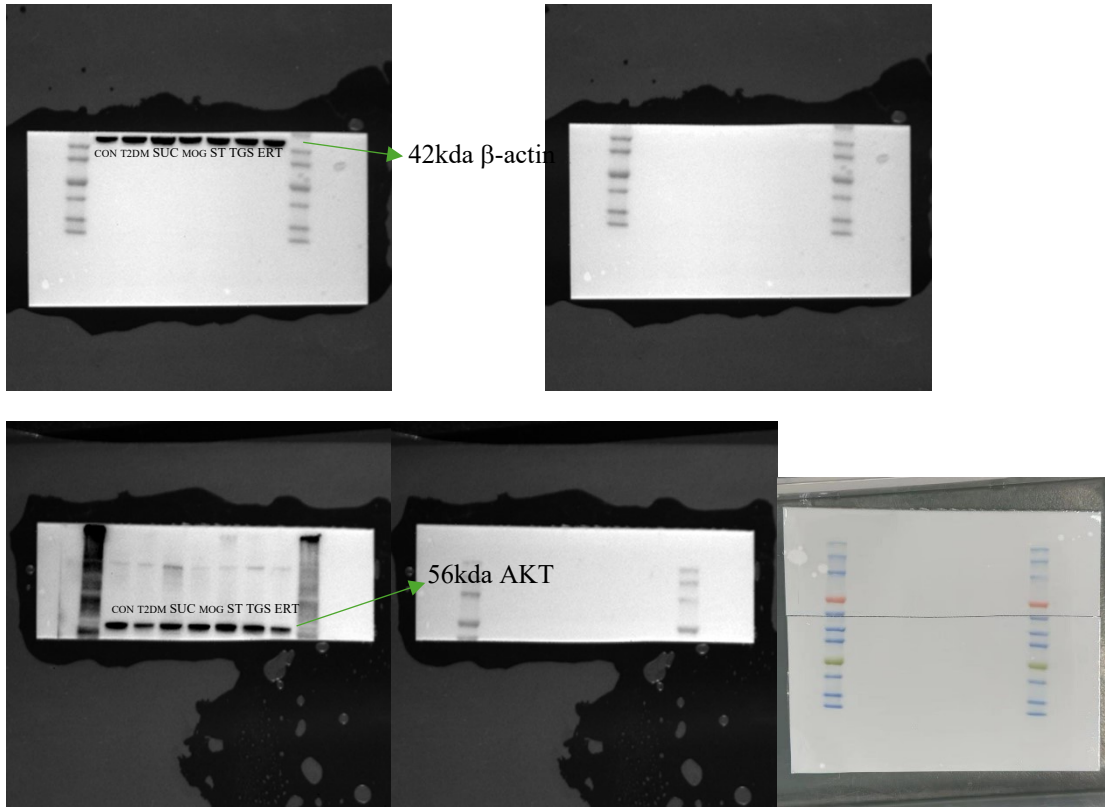 CON T2DM SUC MOG ST TGS ERT
42kda β-actin
56kda AKT
CON T2DM SUC MOG ST TGS ERT